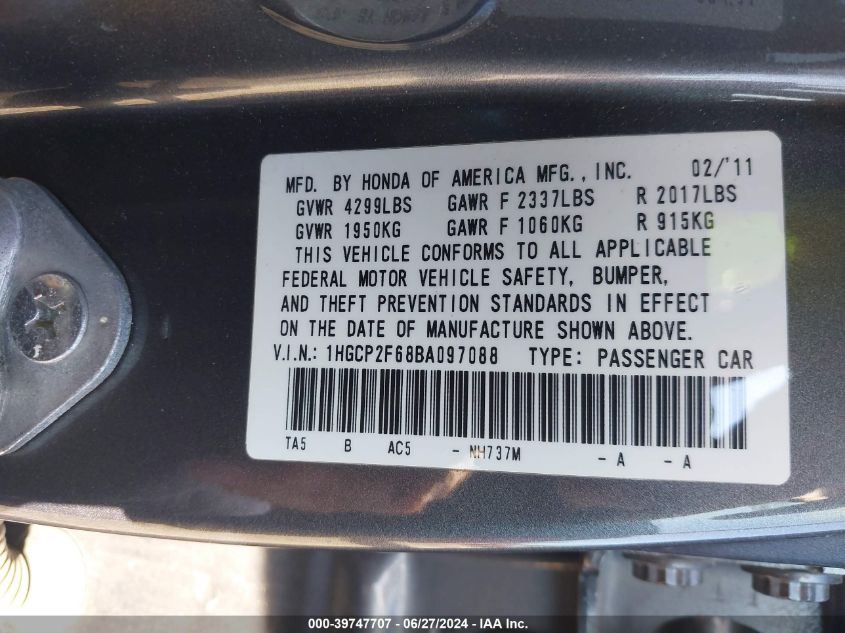 MFD. BY HONDA OF AMERICA MFG., INC. 02/'11
GVWR 4299LBS GAWR F 2337LBS R 2017LBS
GVWR 1950KG GAWR F 1060KG R 915KG
THIS VEHICLE CONFORMS TO ALL APPLICABLE
FEDERAL MOTOR VEHICLE SAFETY, BUMPER,
AND THEFT PREVENTION STANDARDS IN EFFECT
ON THE DATE OF MANUFACTURE SHOWN ABOVE.
V.I.N.: 1HGCP2F68BA097088 TYPE: PASSENGER CAR
TA5 B AC5 - NH737M - A - A
000-39747707 - 06/27/2024 - IAA Inc.